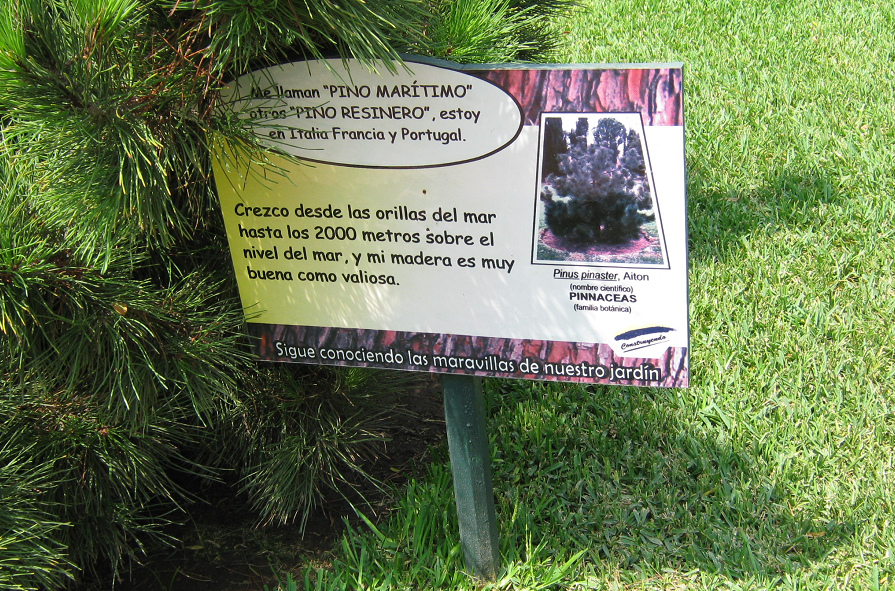 Me llaman "PINO MARÍTIMO"
otros "PINO RESINERO", estoy
en Italia Francia y Portugal.
Crezco desde las orillas del mar
hasta los 2000 metros sobre el
nivel del mar, y mi madera es muy
buena como valiosa.
Pinus pinaster, Aiton
(nombre científico)
PINNACEAS
(familia botánica)
Construyendo
Sigue conociendo las maravillas de nuestro jardín